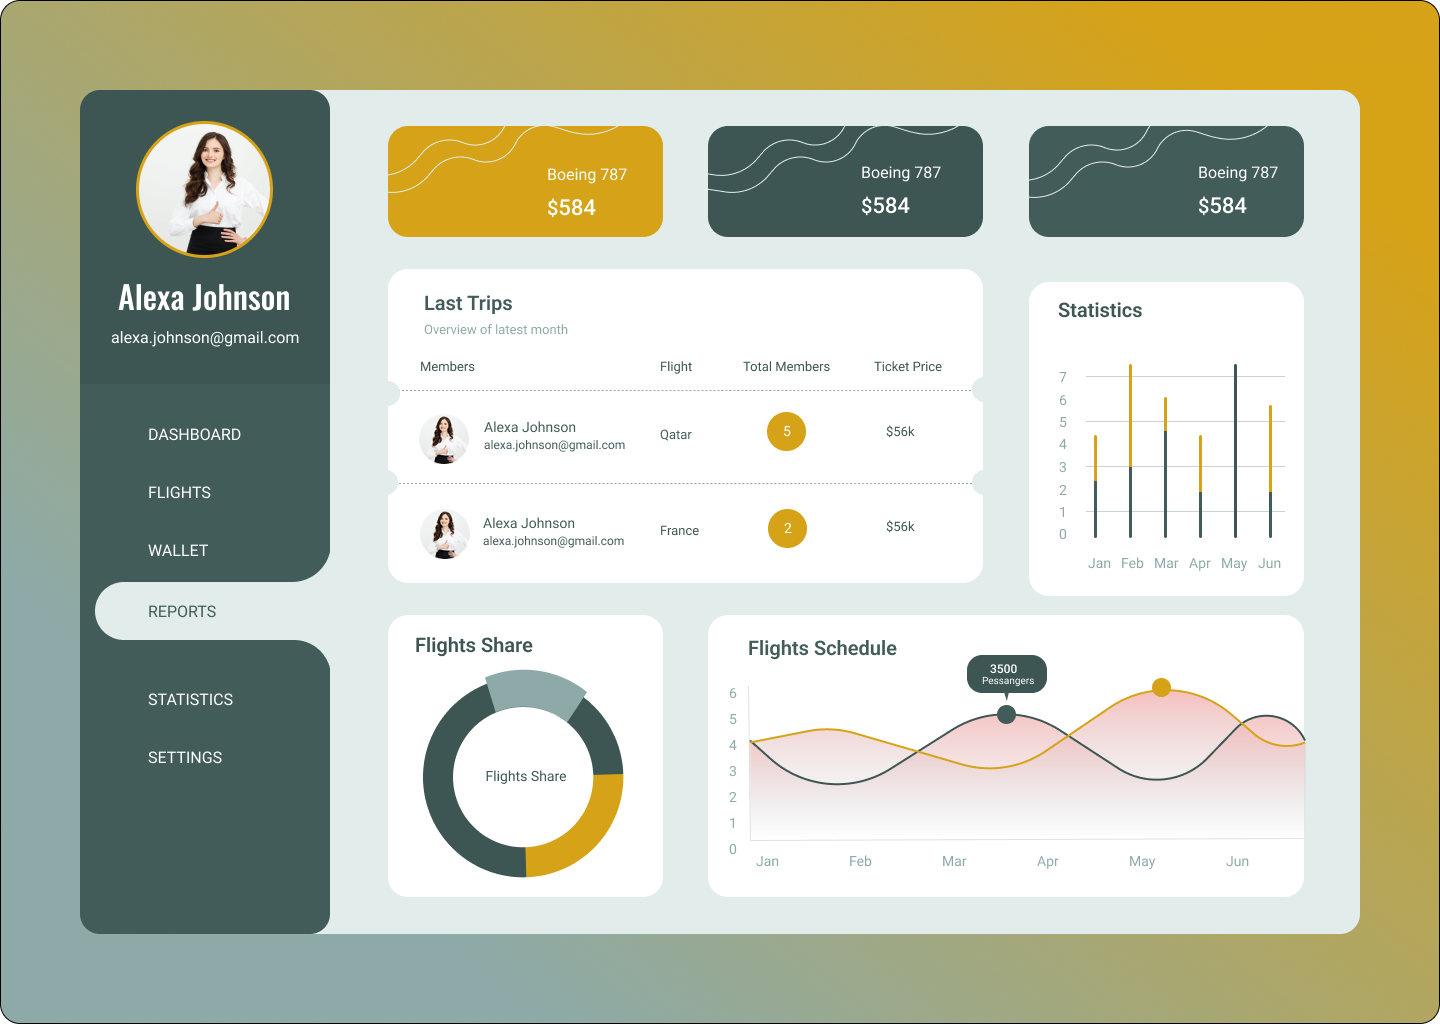 Alexa Johnson
alexa.johnson@gmail.com
DASHBOARD
FLIGHTS
WALLET
REPORTS
STATISTICS
SETTINGS
Boeing 787
$584
Boeing 787
$584
Boeing 787
$584
Last Trips
Overview of latest month
Members Flight Total Members Ticket Price
Alexa Johnson
alexa.johnson@gmail.com
Qatar
5
$56k
Alexa Johnson
alexa.johnson@gmail.com
France
2
$56k
Statistics
7
6
5
4
3
2
1
0
Jan Feb Mar Apr May Jun
Flights Share
Flights Share
Flights Schedule
3500
Pessangers
6
5
4
3
2
1
0
Jan Feb Mar Apr May Jun